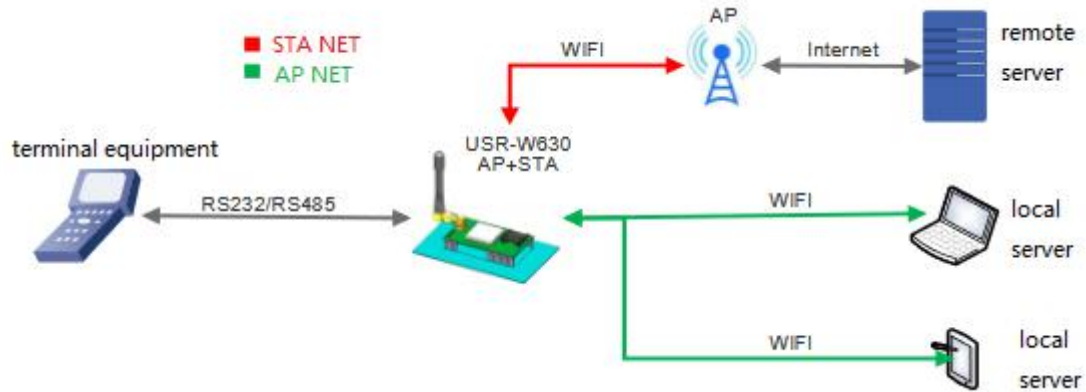 AP
STA NET
AP NET
WIFI
Internet
remote
server
USR-W630
AP+STA
terminal equipment
RS232/RS485
WIFI
local
server
WIFI
local
server